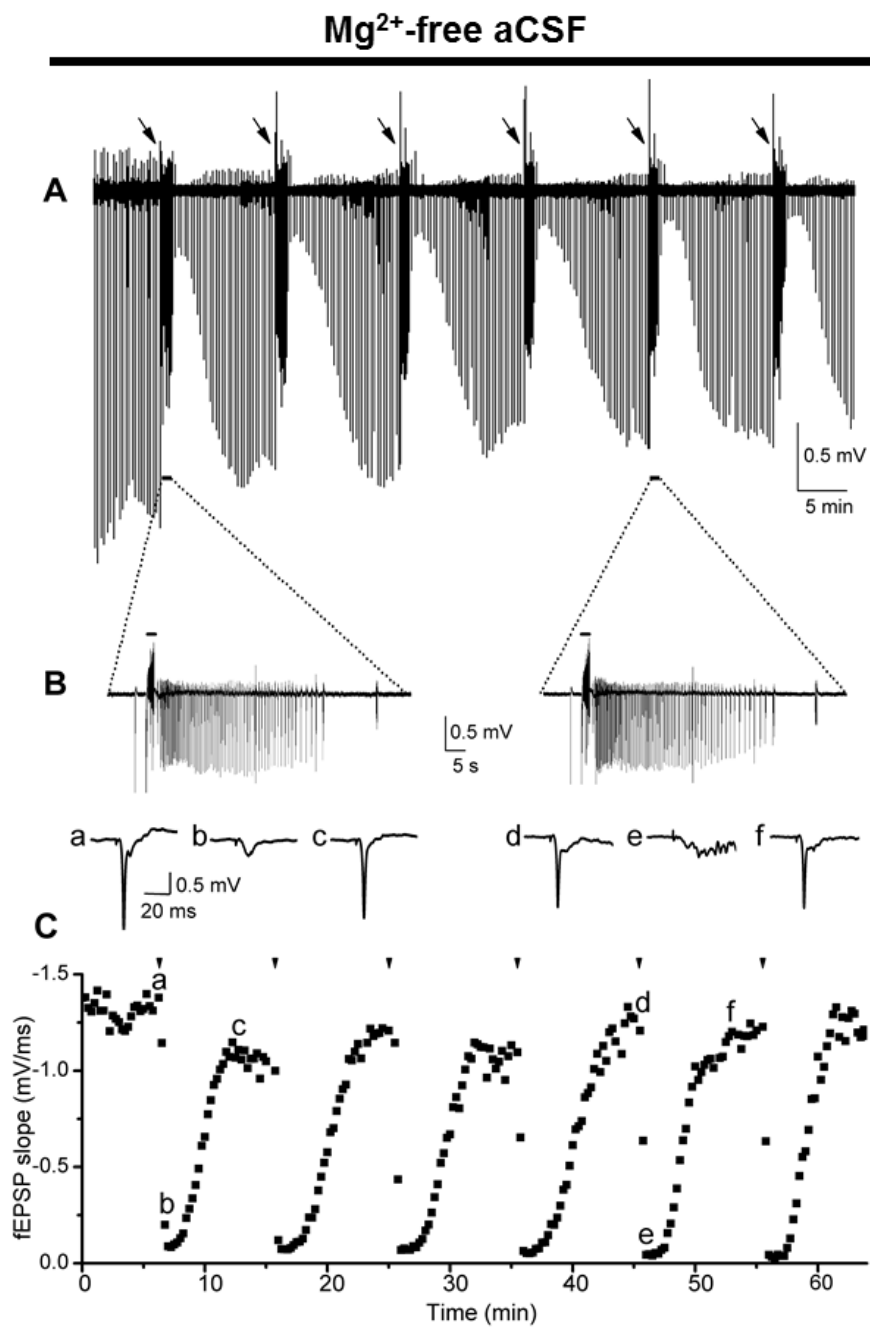 Mg2+-free aCSF
A
0.5 mV
5 min
B
0.5 mV
5 s
a b c d e f
0.5 mV
20 ms
C
-1.5
-1.0
-0.5
0.0
fEPSP slope (mV/ms)
a
b
c
d
e
f
0 10 20 30 40 50 60
Time (min)